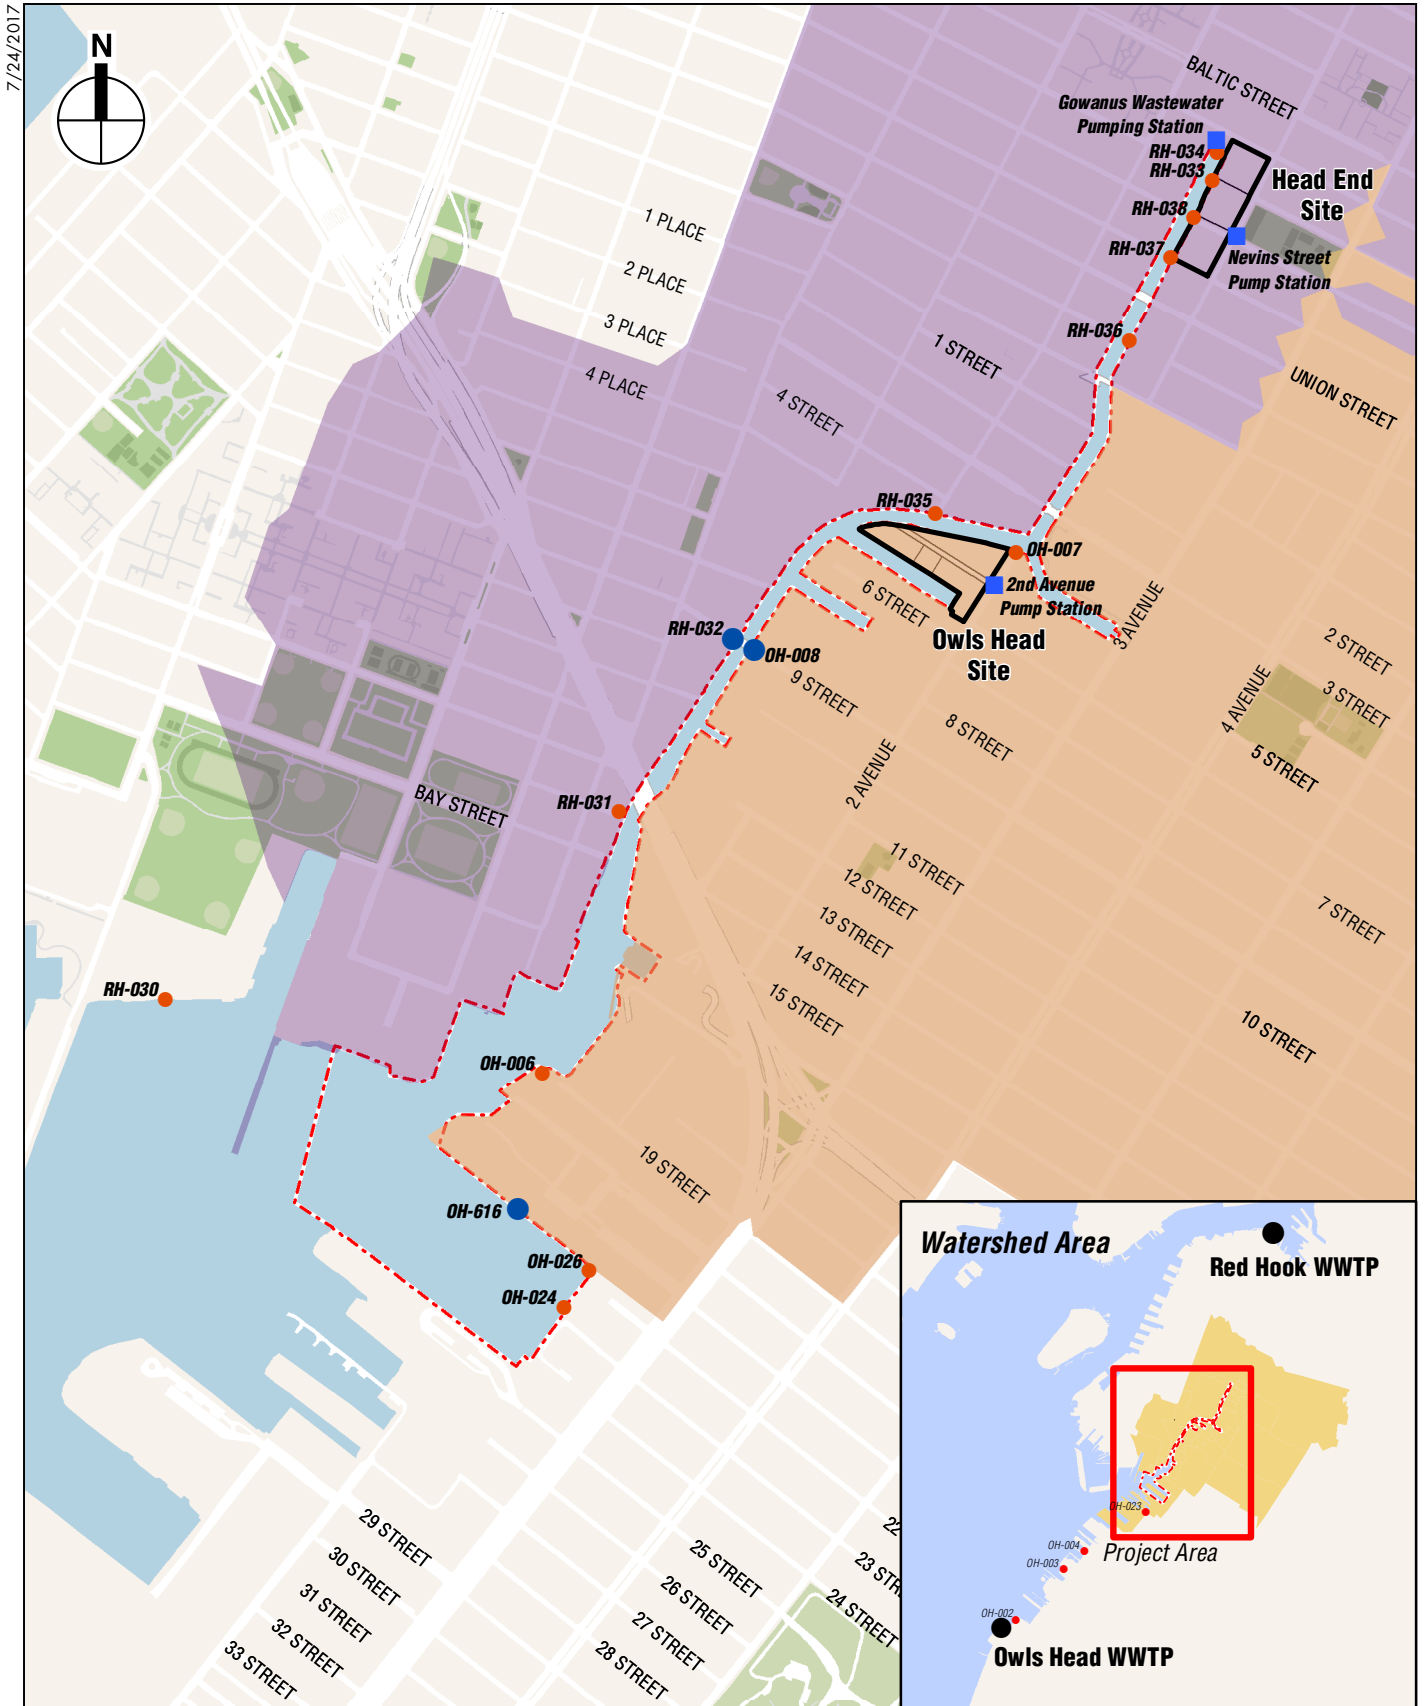 7/24/2017
N
BALTIC STREET
Gowanus Wastewater
Pumping Station
RH-034
RH-033
Head End
Site
RH-038
RH-037
Nevins Street
Pump Station
1 PLACE
2 PLACE
3 PLACE
4 PLACE
RH-036
1 STREET
UNION STREET
4 STREET
RH-035
OH-007
2nd Avenue
Pump Station
6 STREET
3 AVENUE
Owls Head
Site
RH-032
OH-008
9 STREET
2 STREET
3 STREET
4 AVENUE
5 STREET
8 STREET
2 AVENUE
BAY STREET
RH-031
11 STREET
12 STREET
13 STREET
14 STREET
15 STREET
7 STREET
10 STREET
RH-030
OH-006
19 STREET
OH-616
OH-026
OH-024
Watershed Area
Red Hook WWTP
OH-023
OH-004
OH-003
Project Area
OH-002
Owls Head WWTP
22
23 STR
24 STREET
25 STREET
26 STREET
27 STREET
28 STREET
29 STREET
30 STREET
31 STREET
32 STREET
33 STREET